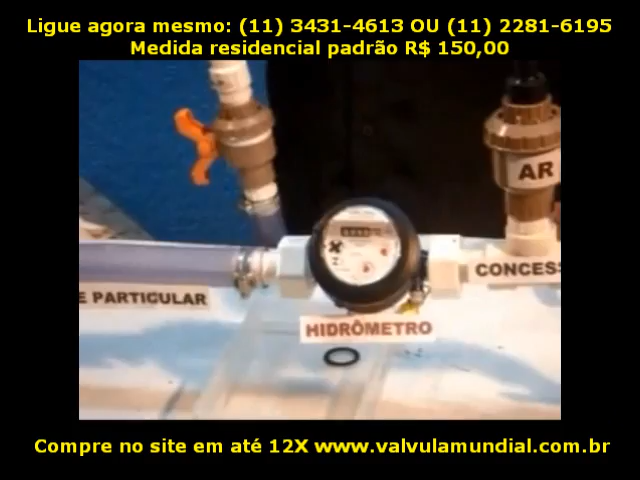 Ligue agora mesmo: (11) 3431-4613 OU (11) 2281-6195
Medida residencial padrão R$ 150,00
AR
CONCESS
E PARTICULAR
HIDRÔMETRO
Compre no site em até 12X www.valvulamundial.com.br